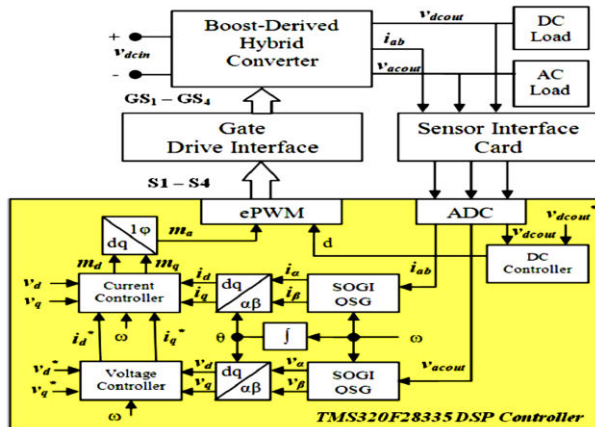 Boost-Derived
Hybrid
Converter
+
v_dcin
-
v_dcout
i_ab
v_acout
DC
Load
AC
Load
GS1 – GS4
Gate
Drive Interface
Sensor Interface
Card
S1 – S4
ePWM
ADC
v_dcout*
v_dcout
DC
Controller
d
1φ
dq
m_a
m_d
m_q
v_d
v_q
Current
Controller
i_d
i_q
dq
αβ
i_α
i_β
SOGI
OSG
i_ab
i_d*
i_q*
ω
θ
∫
ω
v_acout
v_d*
v_q*
Voltage
Controller
v_d
v_q
dq
αβ
v_α
v_β
SOGI
OSG
ω
TMS320F28335 DSP Controller